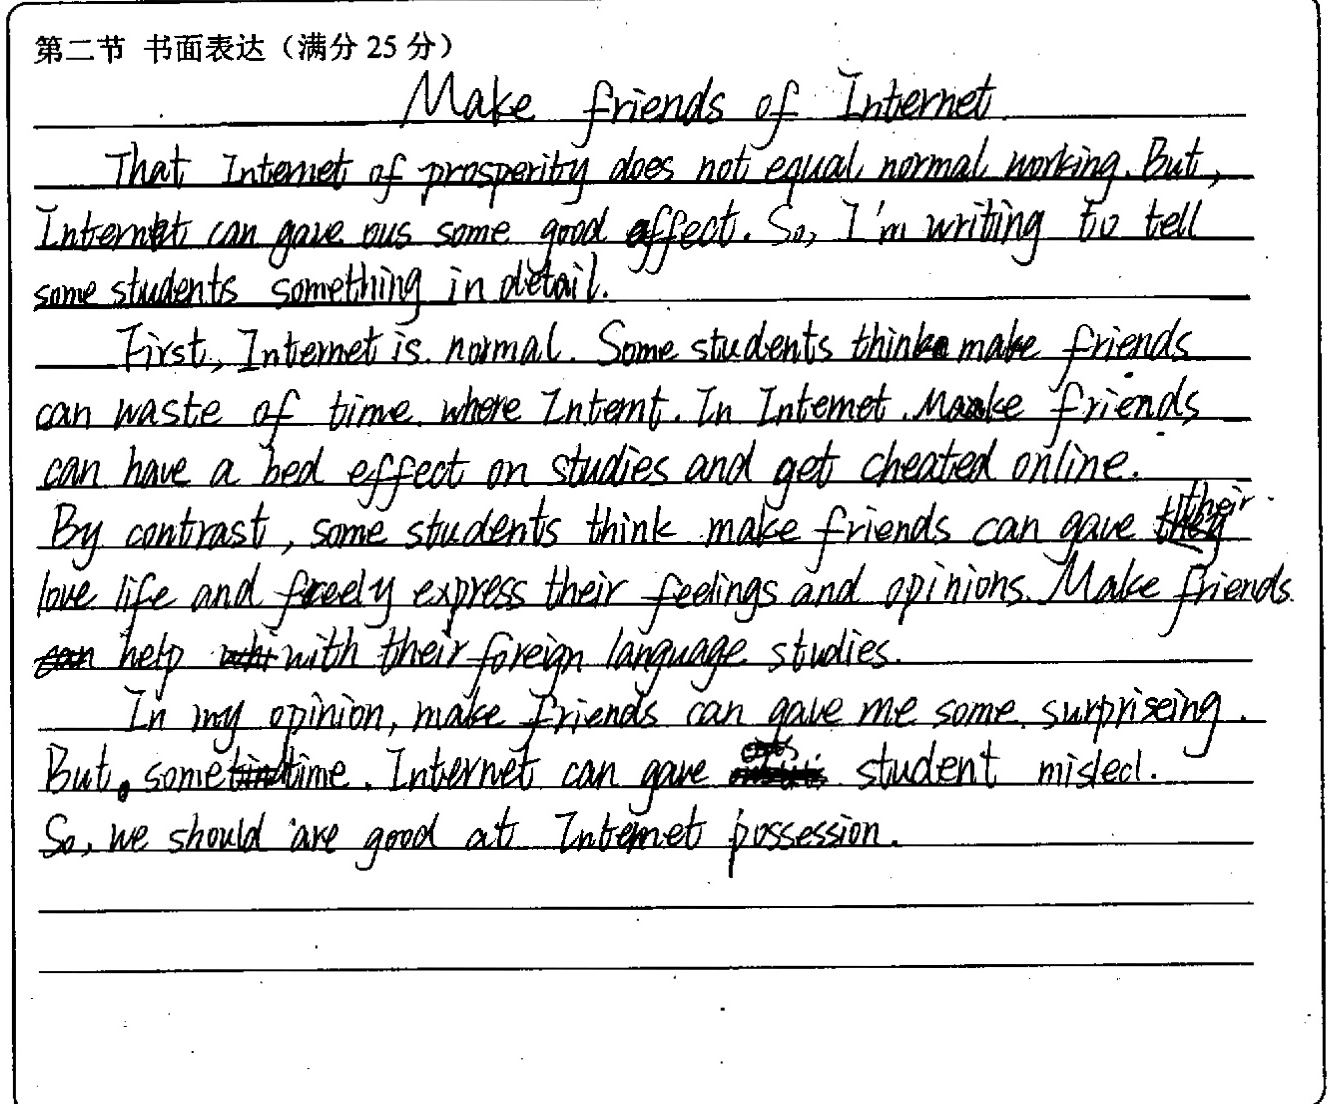 第二节 书面表达（满分 25 分）
Make friends of Internet
That Internet of prosperity does not equal normal working. But,
Internet can gave ous some good effect. So, I'm writing to tell
some students something in detail.
First, Internet is normal. Some students think make friends
can waste of time where Internt. In Internet. Make friends
can have a bed effect on studies and get cheated online.
By contrast, some students think make friends can gave their
love life and freely express their feelings and opinions. Make friends
help with their foreign language studies.
In my opinion, make friends can gave me some surpriseing.
But, sometime. Internet can gave student misled.
So, we should are good at Internet possession.